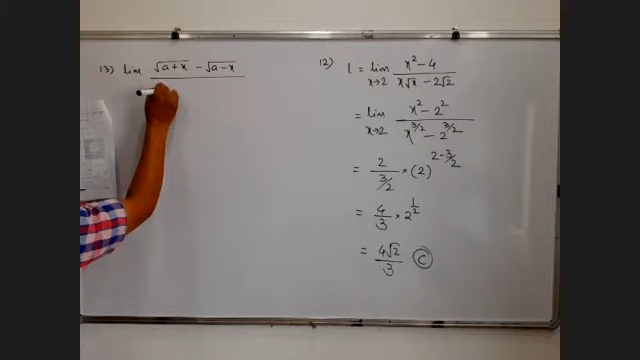 13) lim √a+x - √a-x
12) l = lim x→2 x² - 4 / x√x - 2√2
= lim x→2 x² - 2² / x^3/2 - 2^3/2
= 2 / 3/2 × (2)^2-3/2
= 4/3 × 2^1/2
= 4√2/3 (C)